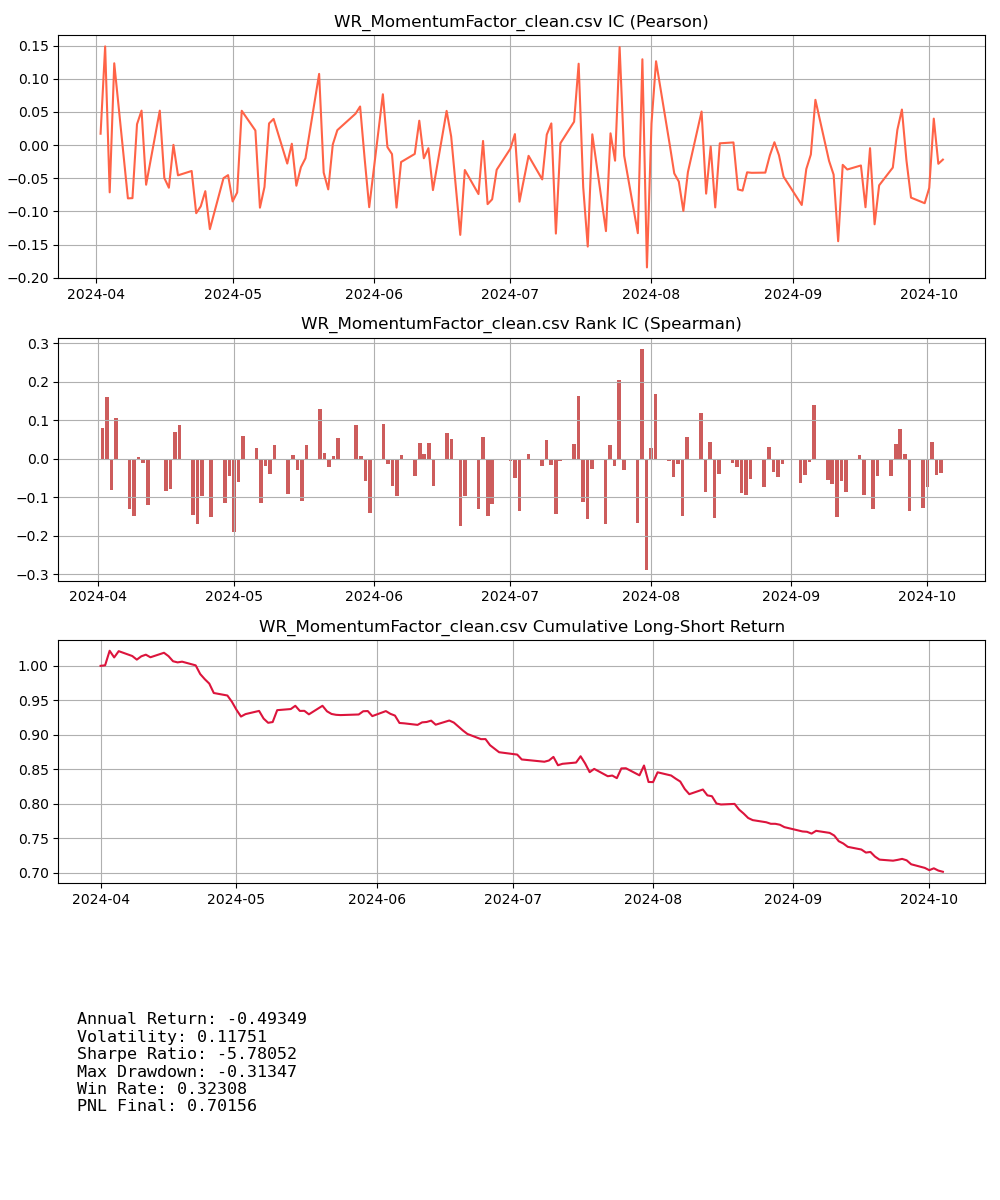 WR_MomentumFactor_clean.csv IC (Pearson)
0.15
0.10
0.05
0.00
−0.05
−0.10
−0.15
−0.20
2024-04 2024-05 2024-06 2024-07 2024-08 2024-09 2024-10
WR_MomentumFactor_clean.csv Rank IC (Spearman)
0.3
0.2
0.1
0.0
−0.1
−0.2
−0.3
2024-04 2024-05 2024-06 2024-07 2024-08 2024-09 2024-10
WR_MomentumFactor_clean.csv Cumulative Long-Short Return
1.00
0.95
0.90
0.85
0.80
0.75
0.70
2024-04 2024-05 2024-06 2024-07 2024-08 2024-09 2024-10
Annual Return: -0.49349
Volatility: 0.11751
Sharpe Ratio: -5.78052
Max Drawdown: -0.31347
Win Rate: 0.32308
PNL Final: 0.70156